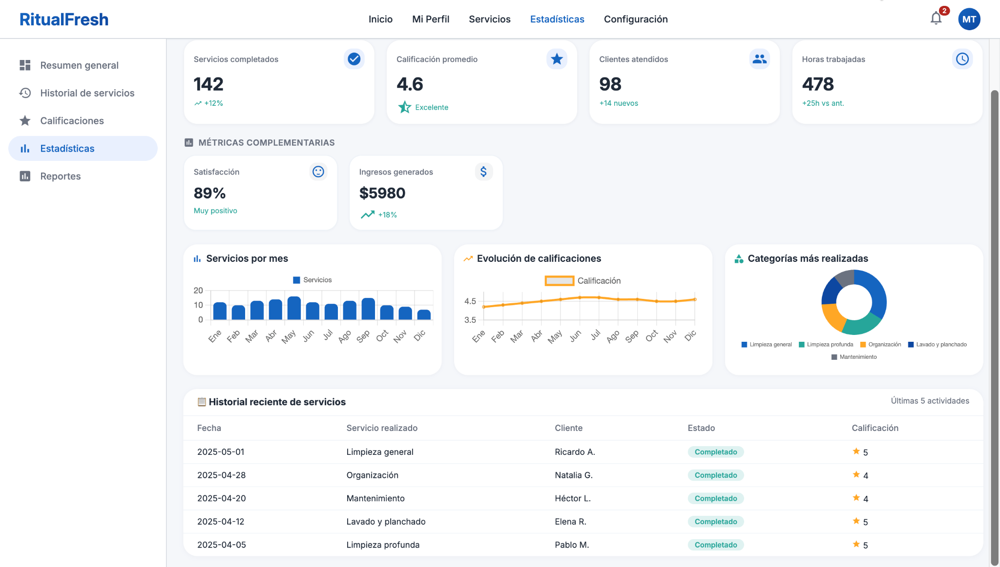 RitualFresh
Inicio Mi Perfil Servicios Estadísticas Configuración
2
MT
Resumen general
Historial de servicios
Calificaciones
Estadísticas
Reportes
Servicios completados
142
+12%
Calificación promedio
4.6
Excelente
Clientes atendidos
98
+14 nuevos
Horas trabajadas
478
+25h vs ant.
MÉTRICAS COMPLEMENTARIAS
Satisfacción
89%
Muy positivo
Ingresos generados
$5980
+18%
Servicios por mes
Servicios
20
10
0
Ene Feb Mar Abr May Jun Jul Ago Sep Oct Nov Dic
Evolución de calificaciones
Calificación
4.5
3.5
Ene Feb Mar Abr May Jun Jul Ago Sep Oct Nov Dic
Categorías más realizadas
Limpieza general Limpieza profunda Organización Lavado y planchado
Mantenimiento
Historial reciente de servicios
Últimas 5 actividades
Fecha Servicio realizado Cliente Estado Calificación
2025-05-01 Limpieza general Ricardo A. Completado 5
2025-04-28 Organización Natalia G. Completado 4
2025-04-20 Mantenimiento Héctor L. Completado 4
2025-04-12 Lavado y planchado Elena R. Completado 5
2025-04-05 Limpieza profunda Pablo M. Completado 5